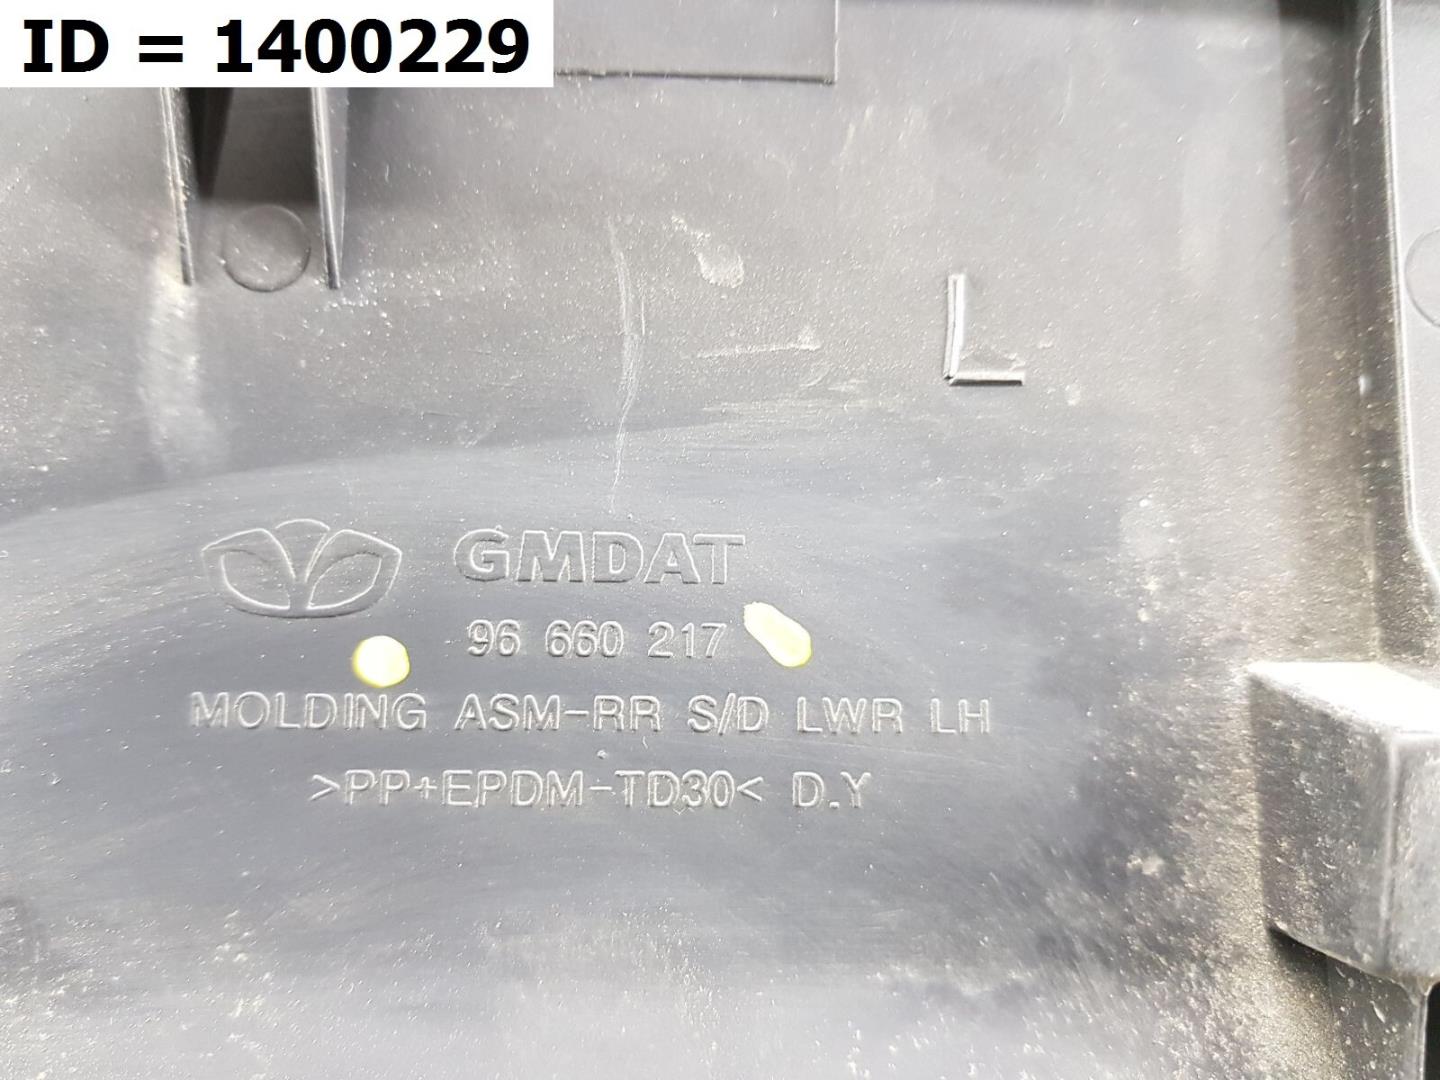 ID = 1400229
L
GMDAT
96 660 217
MOLDING ASM-RR S/D LWR LH
>PP+EPDM-TD30< D.Y